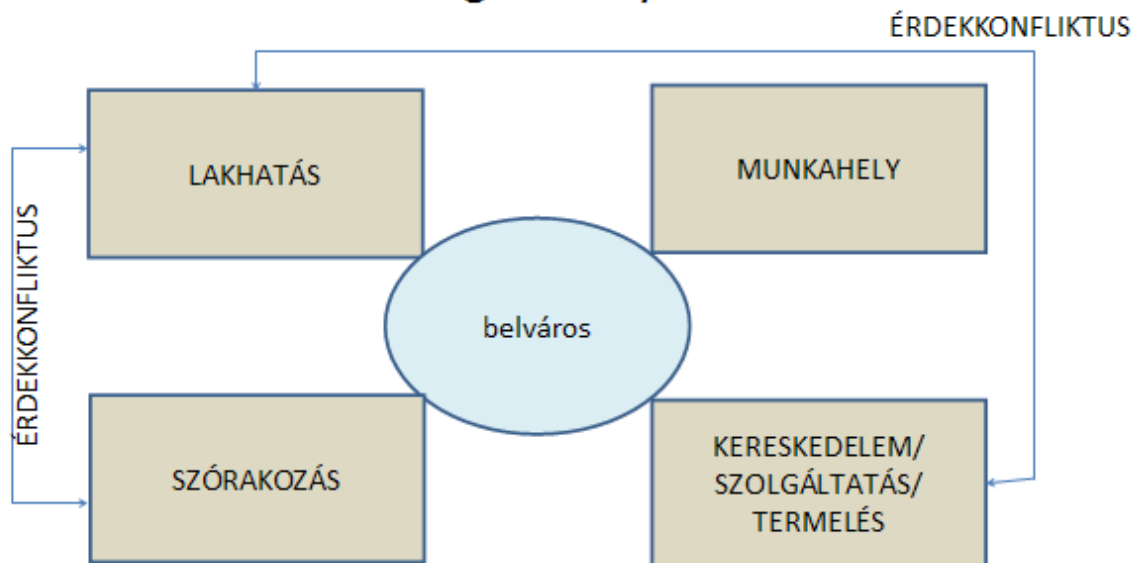 ÉRDEKKONFLIKTUS
LAKHATÁS
MUNKAHELY
ÉRDEKKONFLIKTUS
belváros
SZÓRAKOZÁS
KERESKEDELEM/
SZOLGÁLTATÁS/
TERMELÉS